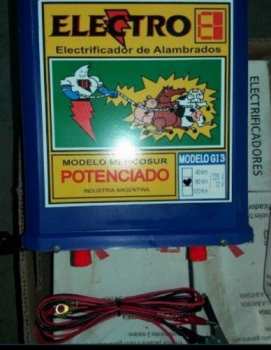 ELECTRO E
Electrificador de Alambrados
MODELO MERCOSUR
MODELO G13
POTENCIADO
INDUSTRIA ARGENTINA
ELECTRIFICADORES